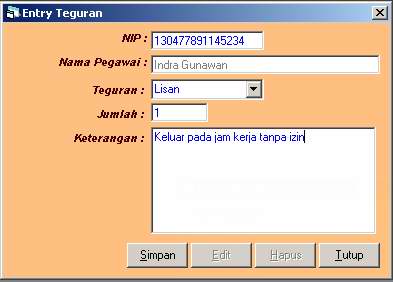 Entry Teguran
NIP : 130477891145234
Nama Pegawai : Indra Gunawan
Teguran : Lisan
Jumlah : 1
Keterangan : Keluar pada jam kerja tanpa izin
Simpan Edit Hapus Tutup